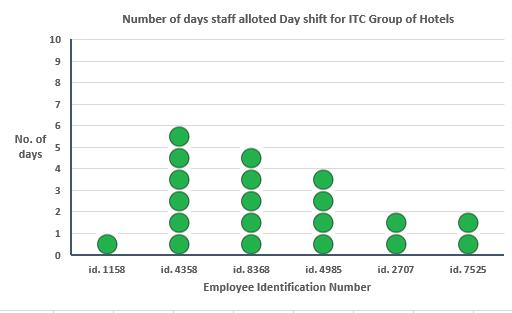 Number of days staff alloted Day shift for ITC Group of Hotels
10
9
8
7
6
5
4
3
2
1
0
No. of
days
id. 1158 id. 4358 id. 8368 id. 4985 id. 2707 id. 7525
Employee Identification Number